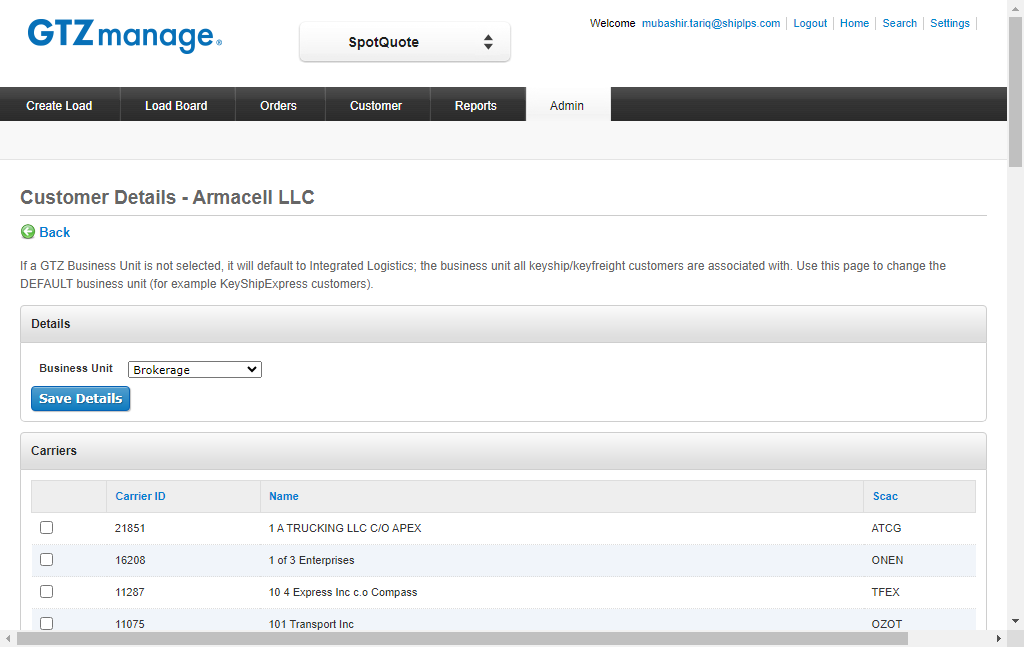 GTZmanage®
SpotQuote
Welcome mubashir.tariq@shiplps.com Logout Home Search Settings
Create Load Load Board Orders Customer Reports Admin
Customer Details - Armacell LLC
Back
If a GTZ Business Unit is not selected, it will default to Integrated Logistics; the business unit all keyship/keyfreight customers are associated with. Use this page to change the
DEFAULT business unit (for example KeyShipExpress customers).
Details
Business Unit Brokerage
Save Details
Carriers
Carrier ID Name Scac
21851 1 A TRUCKING LLC C/O APEX ATCG
16208 1 of 3 Enterprises ONEN
11287 10 4 Express Inc c.o Compass TFEX
11075 101 Transport Inc OZOT